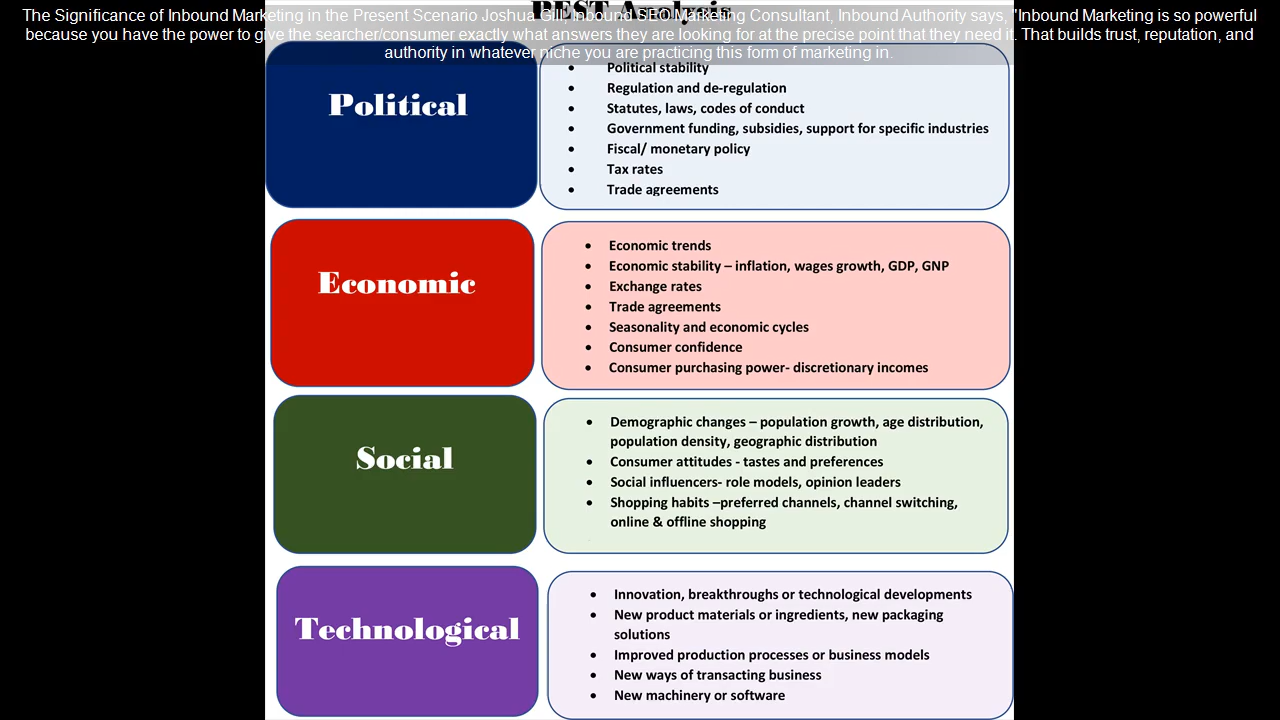 PEST Analysis
The Significance of Inbound Marketing in the Present Scenario Joshua Gill, Inbound SEO Marketing Consultant, Inbound Authority says, "Inbound Marketing is so powerful
because you have the power to give the searcher/consumer exactly what answers they are looking for at the precise point that they need it. That builds trust, reputation, and
authority in whatever niche you are practicing this form of marketing in.
Political
• Political stability
• Regulation and de-regulation
• Statutes, laws, codes of conduct
• Government funding, subsidies, support for specific industries
• Fiscal/ monetary policy
• Tax rates
• Trade agreements
Economic
• Economic trends
• Economic stability – inflation, wages growth, GDP, GNP
• Exchange rates
• Trade agreements
• Seasonality and economic cycles
• Consumer confidence
• Consumer purchasing power- discretionary incomes
Social
• Demographic changes – population growth, age distribution,
population density, geographic distribution
• Consumer attitudes - tastes and preferences
• Social influencers- role models, opinion leaders
• Shopping habits –preferred channels, channel switching,
online & offline shopping
Technological
• Innovation, breakthroughs or technological developments
• New product materials or ingredients, new packaging
solutions
• Improved production processes or business models
• New ways of transacting business
• New machinery or software